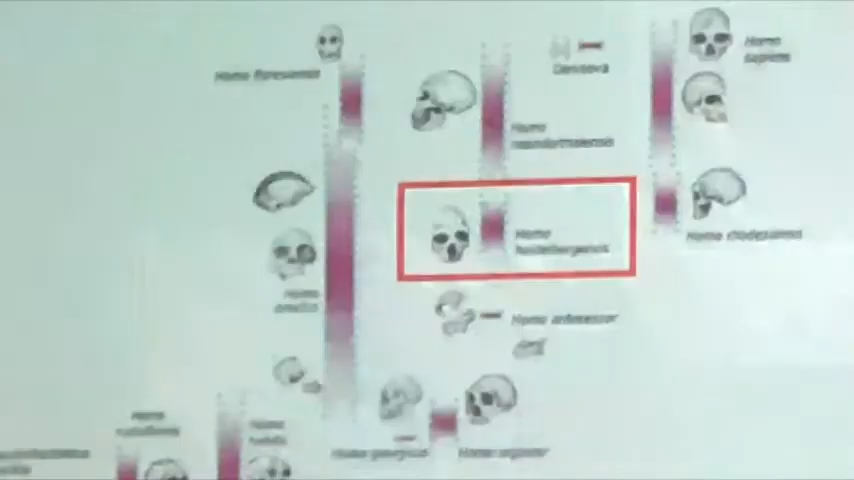 Homo floresiensis
Denisova
Homo
sapiens
Homo
neanderthalensis
Homo
heidelbergensis
Homo rhodesiensis
Homo
erectus
Homo antecessor
Homo
rudolfensis
Homo
habilis
Homo georgicus
Homo ergaster